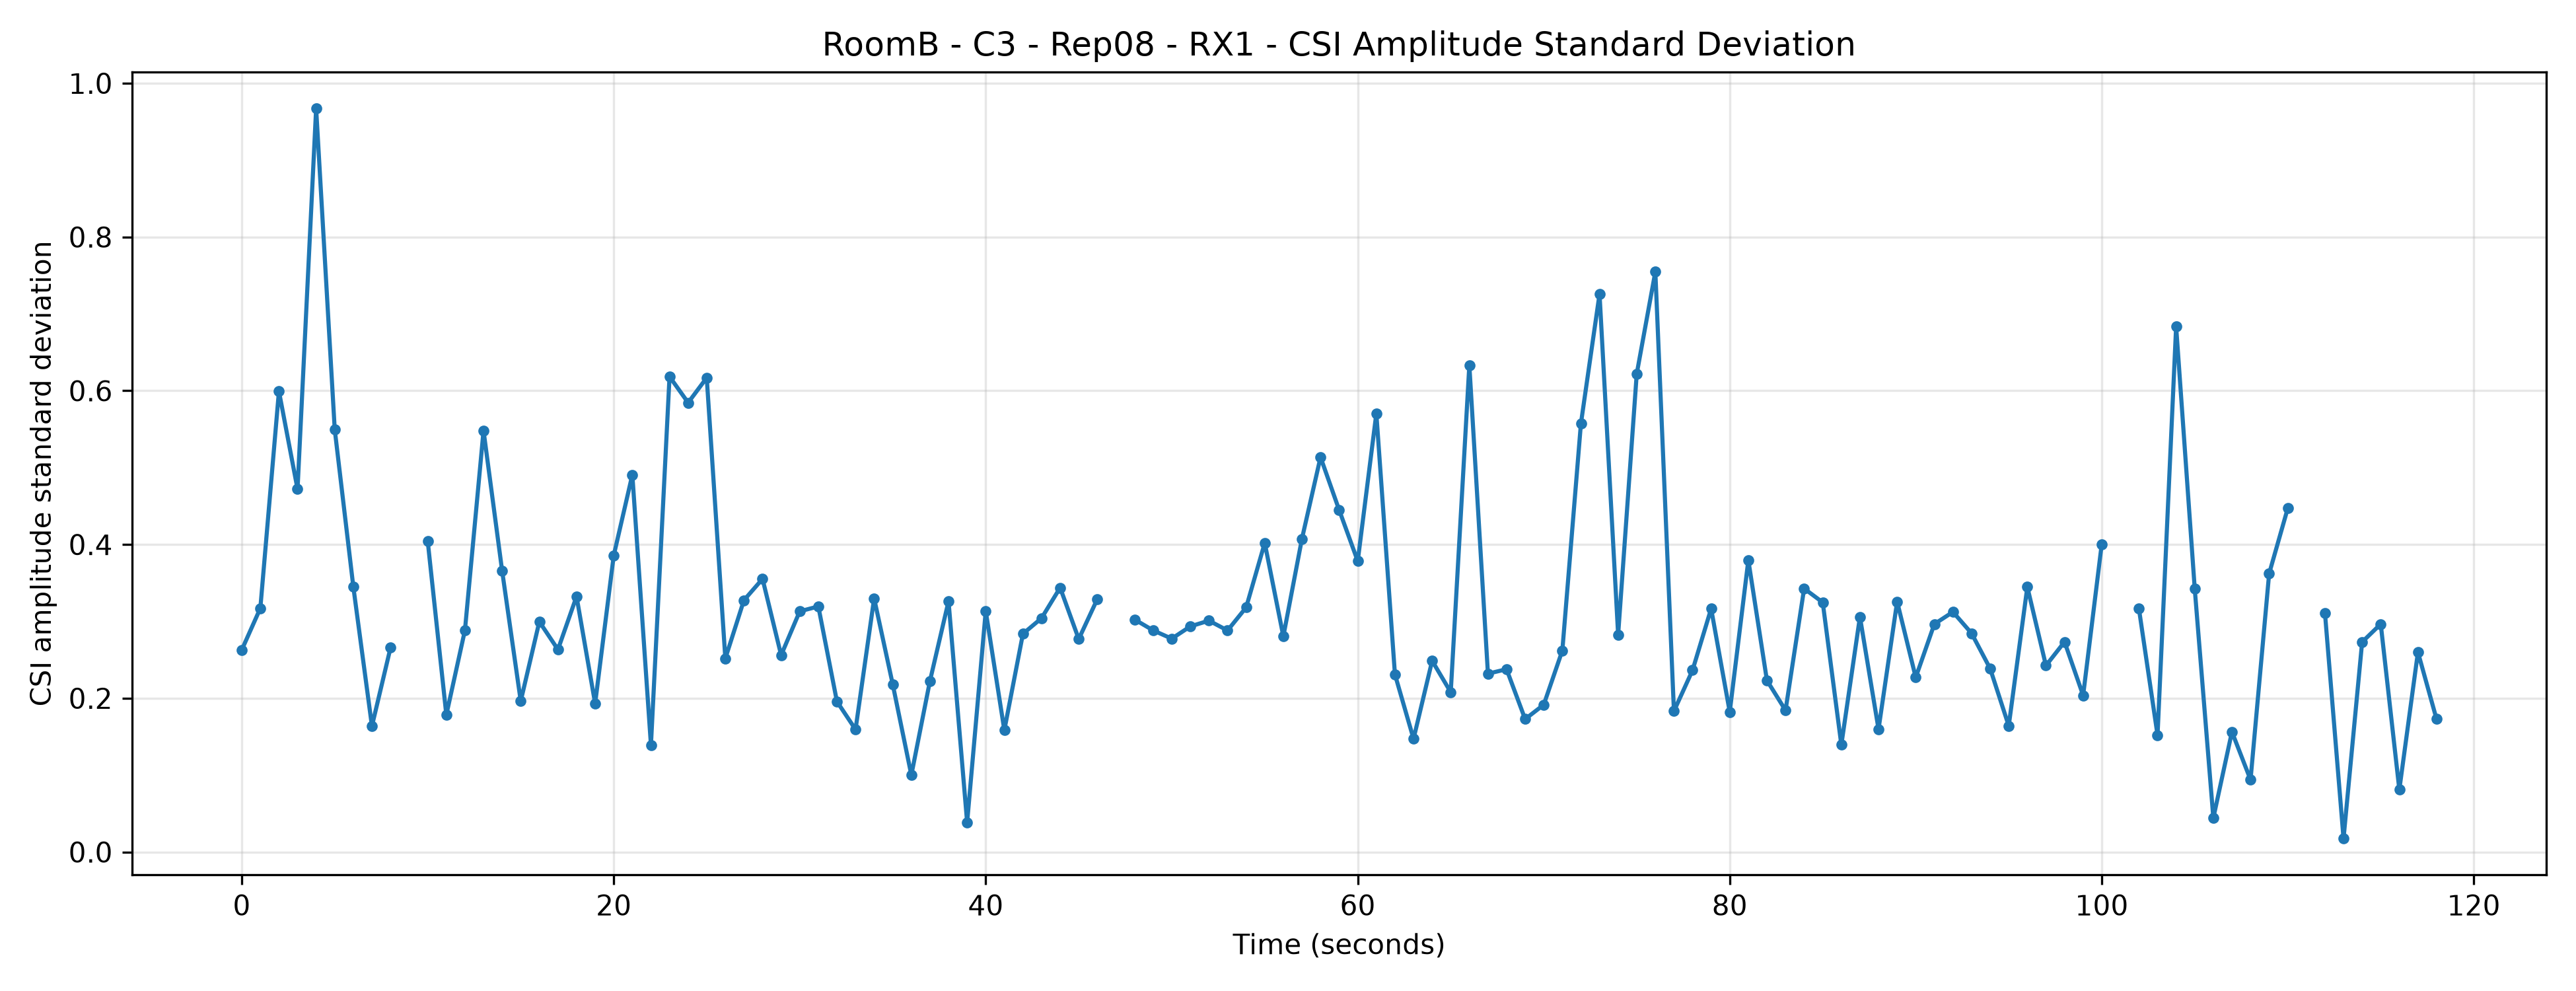 RoomB - C3 - Rep08 - RX1 - CSI Amplitude Standard Deviation
CSI amplitude standard deviation
1.0
0.8
0.6
0.4
0.2
0.0
0 20 40 60 80 100 120
Time (seconds)